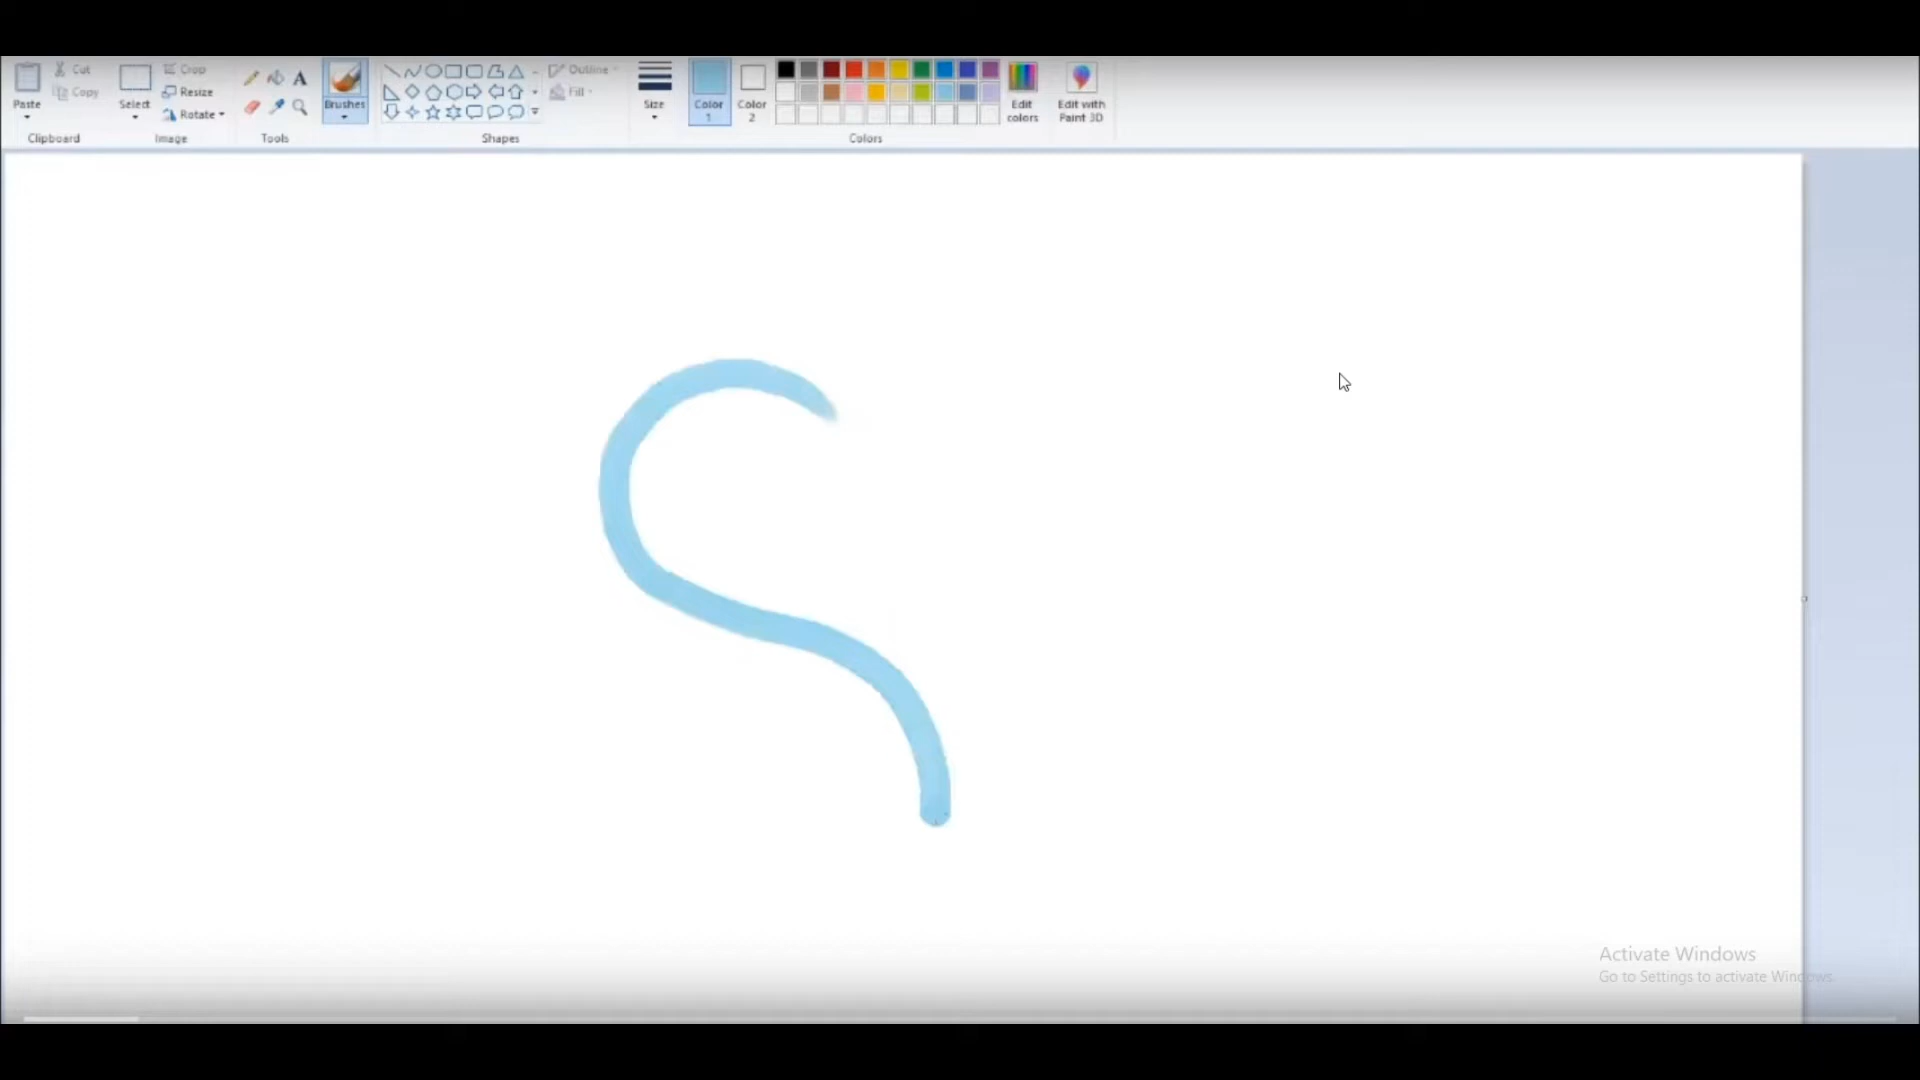 Cut
Crop
Copy
Resize
Outline
Fill
Paste
Select
Rotate
Brushes
Size
Color
1
Color
2
Edit
colors
Edit with
Paint 3D
Clipboard
Image
Tools
Shapes
Colors
Activate Windows
Go to Settings to activate Windows.